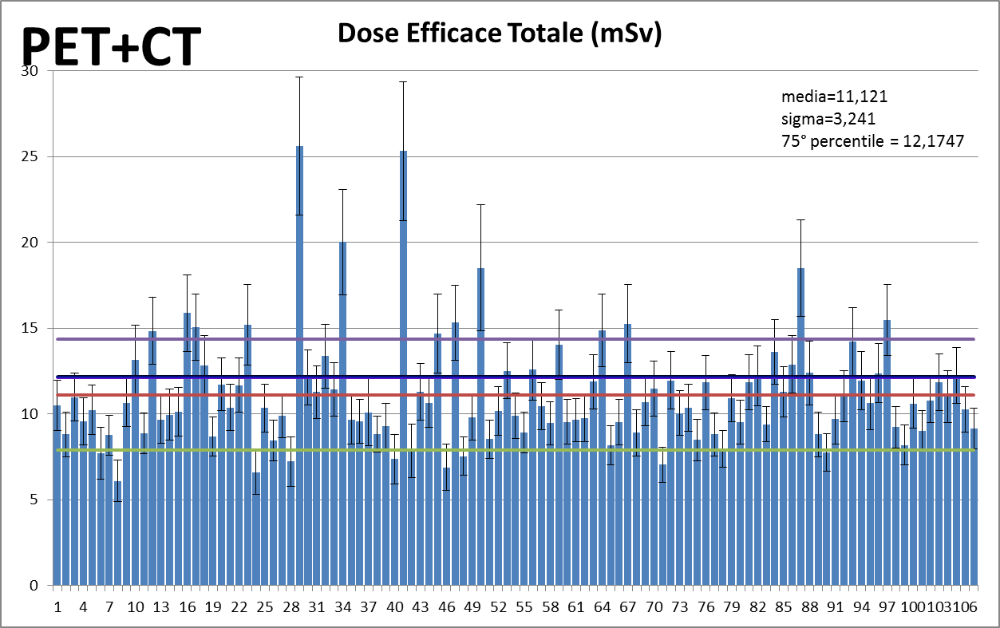 PET+CT
Dose Efficace Totale (mSv)
media=11,121
sigma=3,241
75° percentile = 12,1747
30
25
20
15
10
5
0
1 4 7 10 13 16 19 22 25 28 31 34 37 40 43 46 49 52 55 58 61 64 67 70 73 76 79 82 85 88 91 94 97 100 103 106